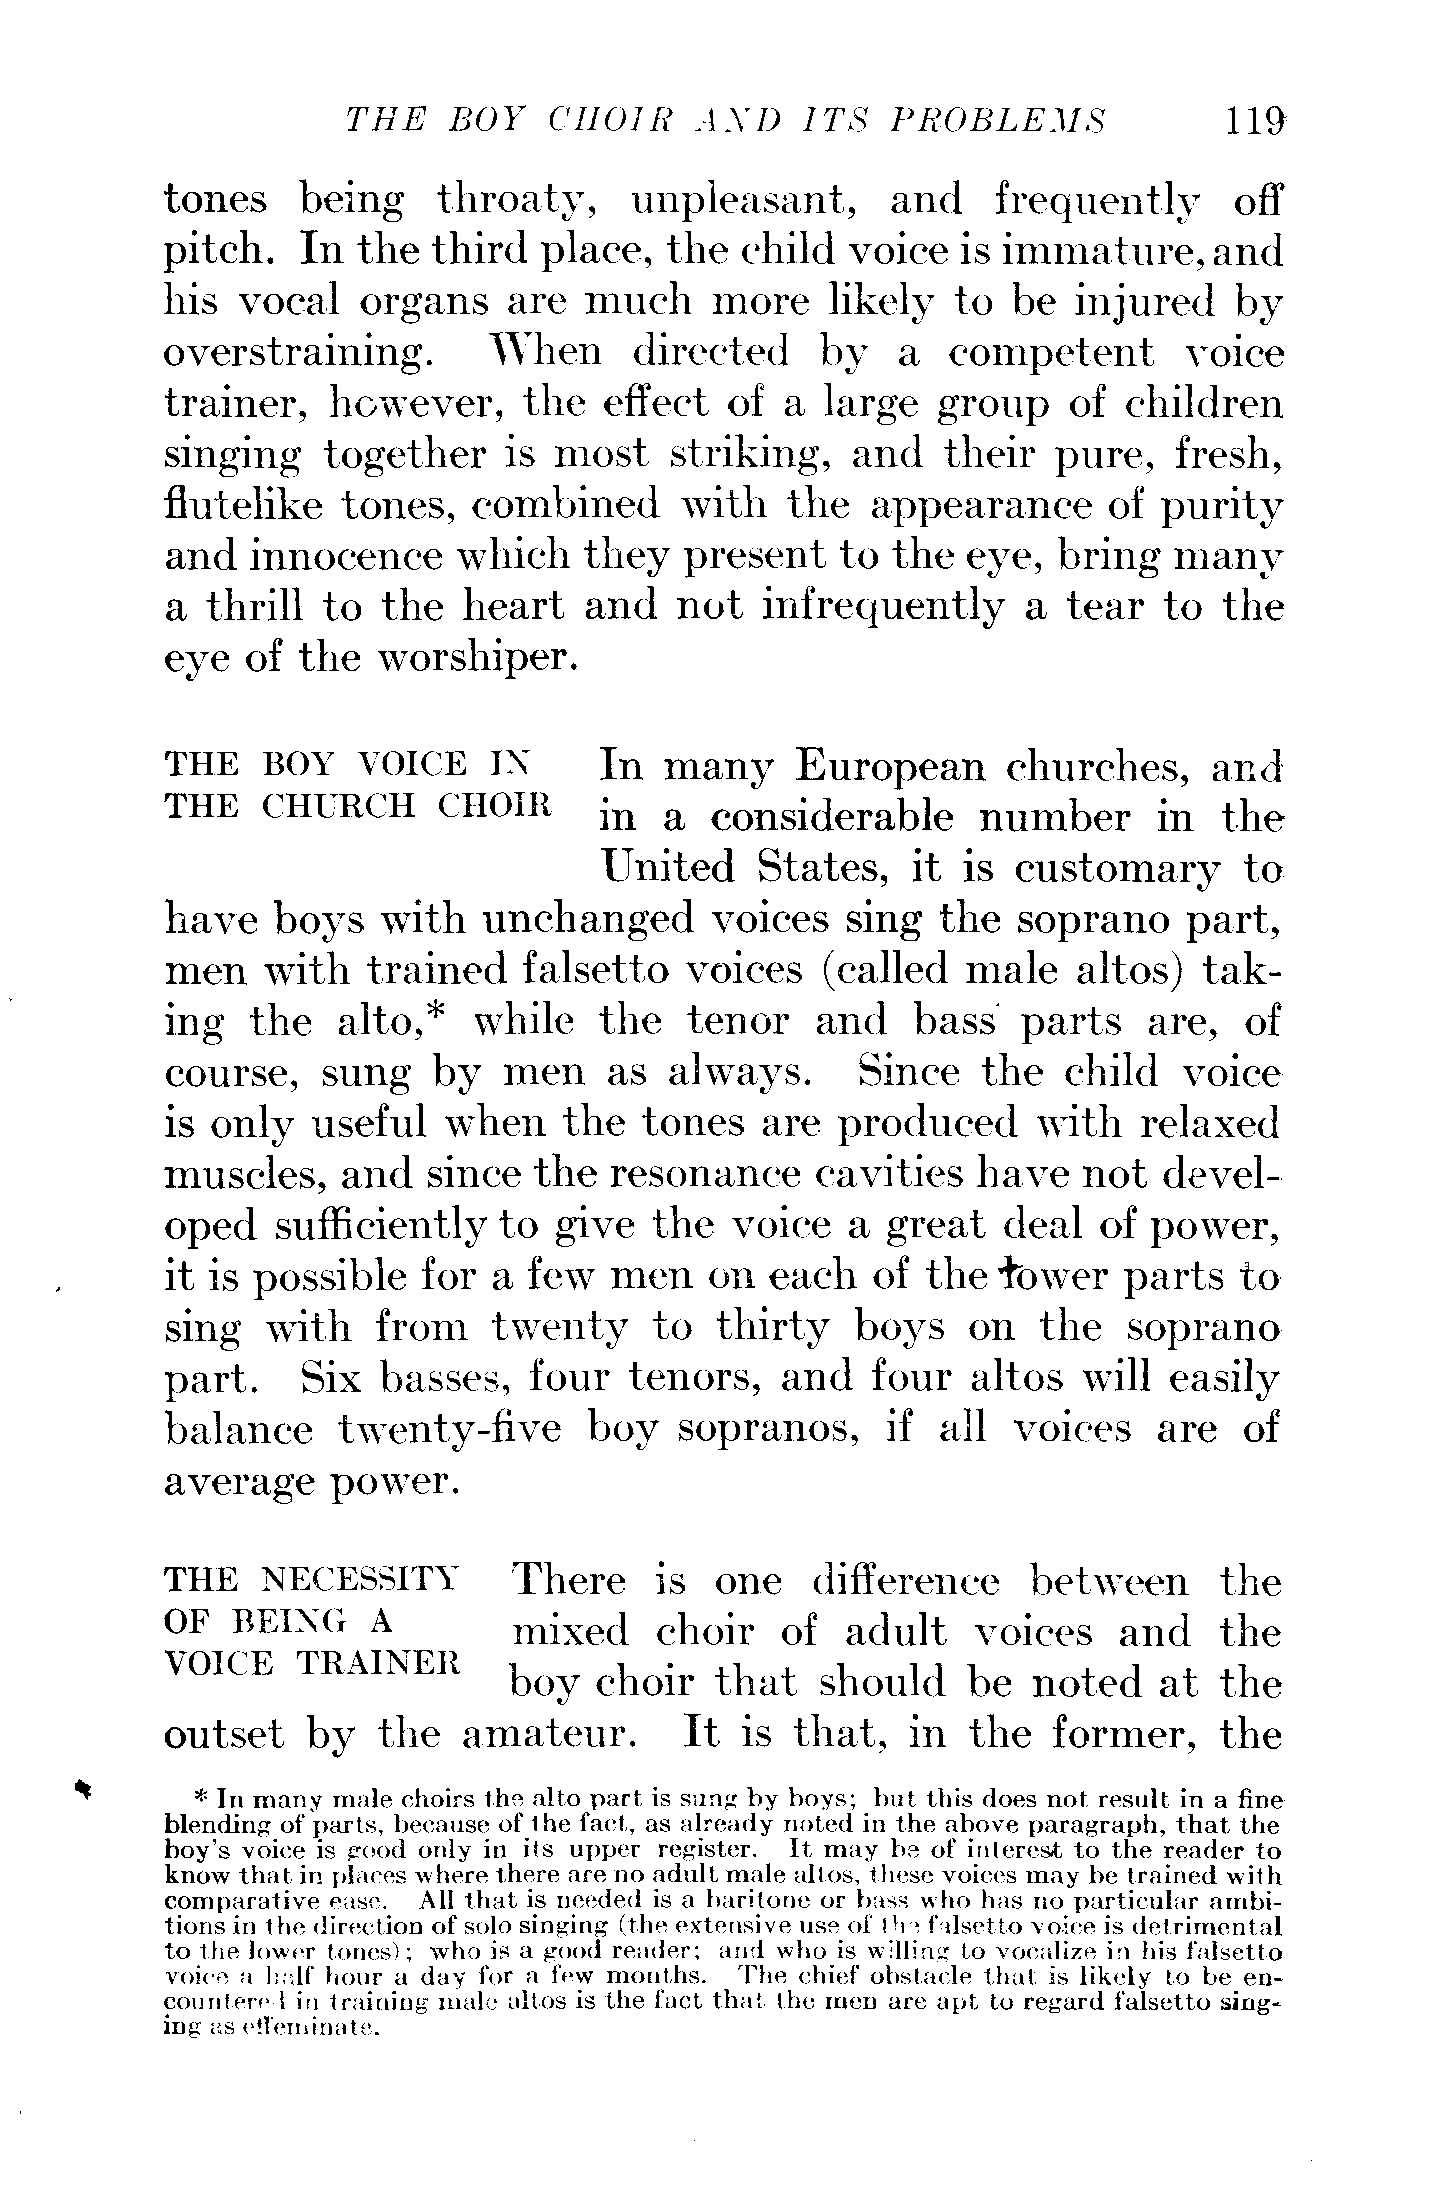 THE BOY CHOIR AND ITS PROBLEMS 119
tones being throaty, unpleasant, and frequently off
pitch. In the third place, the child voice is immature, and
his vocal organs are much more likely to be injured by
overstraining. When directed by a competent voice
trainer, however, the effect of a large group of children
singing together is most striking, and their pure, fresh,
flutelike tones, combined with the appearance of purity
and innocence which they present to the eye, bring many
a thrill to the heart and not infrequently a tear to the
eye of the worshiper.
THE BOY VOICE IN
THE CHURCH CHOIR
In many European churches, and
in a considerable number in the
United States, it is customary to
have boys with unchanged voices sing the soprano part,
men with trained falsetto voices (called male altos) tak-
ing the alto,* while the tenor and bass parts are, of
course, sung by men as always. Since the child voice
is only useful when the tones are produced with relaxed
muscles, and since the resonance cavities have not devel-
oped sufficiently to give the voice a great deal of power,
it is possible for a few men on each of the lower parts to
sing with from twenty to thirty boys on the soprano
part. Six basses, four tenors, and four altos will easily
balance twenty-five boy sopranos, if all voices are of
average power.
THE NECESSITY
OF BEING A
VOICE TRAINER
There is one difference between the
mixed choir of adult voices and the
boy choir that should be noted at the
outset by the amateur. It is that, in the former, the
* In many male choirs the alto part is sung by boys; but this does not result in a fine
blending of parts, because of the fact, as already noted in the above paragraph, that the
boy's voice is good only in its upper register. It may be of interest to the reader to
know that in places where there are no adult male altos, these voices may be trained with
comparative ease. All that is needed is a baritone or bass who has no particular ambi-
tions in the direction of solo singing (the extensive use of the falsetto voice is detrimental
to the lower tones); who is a good reader; and who is willing to vocalize in his falsetto
voice a half hour a day for a few months. The chief obstacle that is likely to be en-
countered in training male altos is the fact that the men are apt to regard falsetto sing-
ing as effeminate.